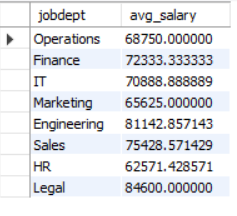 jobdept avg_salary
Operations 68750.000000
Finance 72333.333333
IT 70888.888889
Marketing 65625.000000
Engineering 81142.857143
Sales 75428.571429
HR 62571.428571
Legal 84600.000000